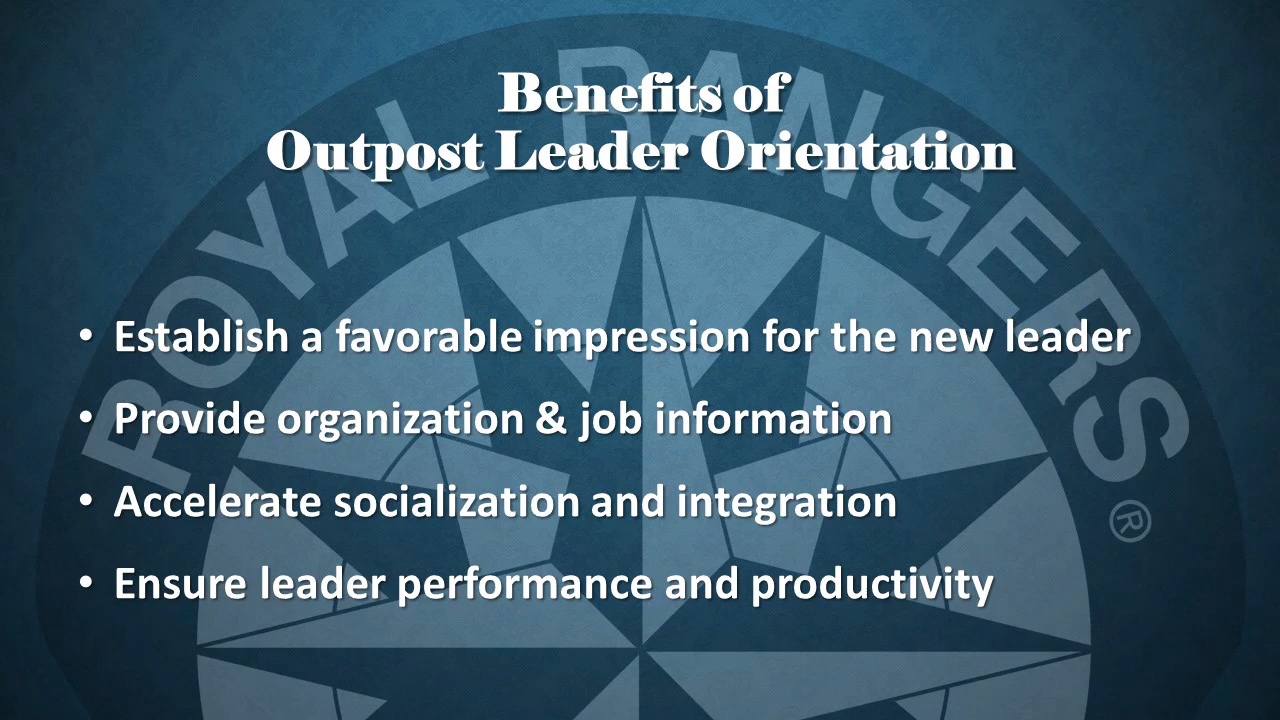 ROYAL RANGERS ®
Benefits of
Outpost Leader Orientation
• Establish a favorable impression for the new leader
• Provide organization & job information
• Accelerate socialization and integration
• Ensure leader performance and productivity